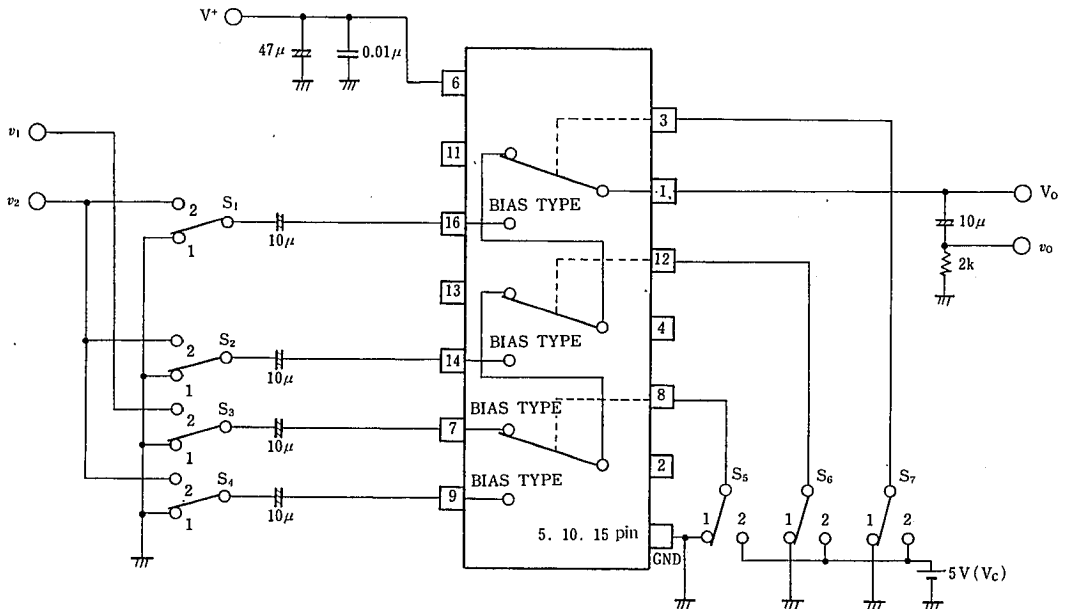 V+
47μ
0.01μ
6
3
v1
11
1
Vo
v2
2
S1
BIAS TYPE
16
10μ
10μ
vo
1
12
2k
13
4
2
S2
BIAS TYPE
14
10μ
1
8
BIAS TYPE
2
S3
7
10μ
1
2
BIAS TYPE
2
S4
9
10μ
1
S5
S6
S7
1
2
1
2
1
2
5. 10. 15 pin
GND
5V(Vc)